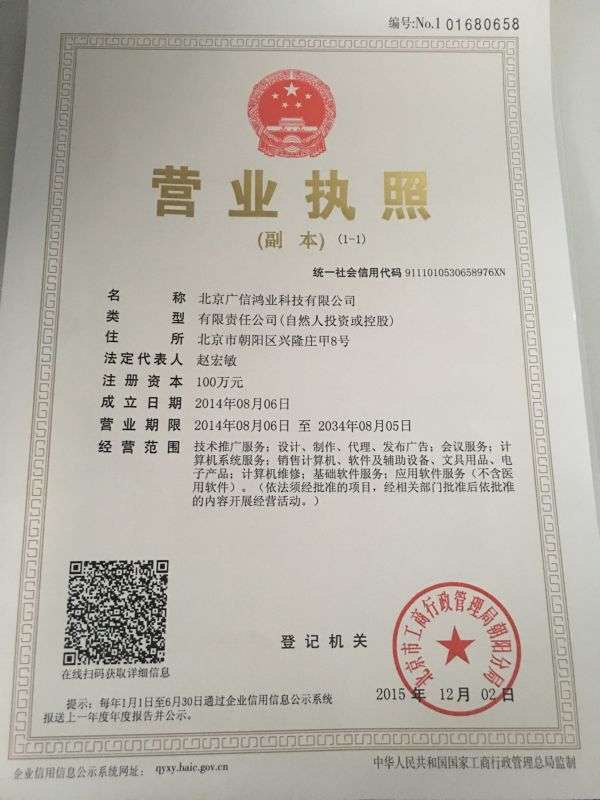 编号:No.1 01680658
营业执照
(副 本) (1-1)
统一社会信用代码 9111010530658976XN
名 称 北京广信鸿业科技有限公司
类 型 有限责任公司(自然人投资或控股)
住 所 北京市朝阳区兴隆庄甲8号
法定代表人 赵宏敏
注册资本 100万元
成立日期 2014年08月06日
营业期限 2014年08月06日 至 2034年08月05日
经营范围 技术推广服务；设计、制作、代理、发布广告；会议服务；计
算机系统服务；销售计算机、软件及辅助设备、文具用品、电
子产品；计算机维修；基础软件服务；应用软件服务（不含医
用软件）。（依法须经批准的项目，经相关部门批准后依批准
的内容开展经营活动。）
在线扫码获取详细信息
登记机关
北京市工商行政管理局朝阳分局
2015 年 12 月 02 日
提示：每年1月1日至6月30日通过企业信用信息公示系统
报送上一年度年度报告并公示。
企业信用信息公示系统网址： qyxy.baic.gov.cn
中华人民共和国国家工商行政管理总局监制